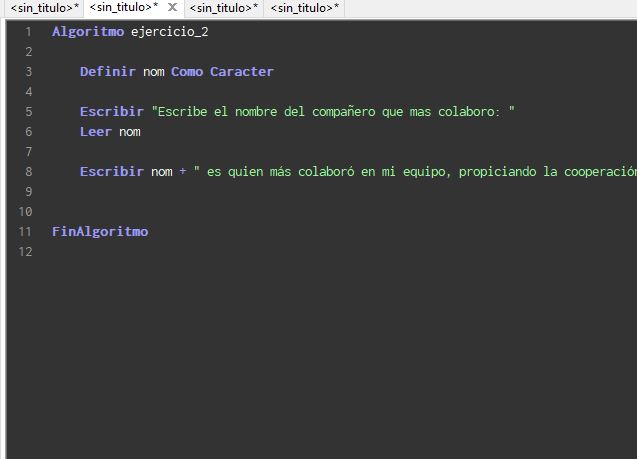 <sin_titulo>* <sin_titulo>* X <sin_titulo>* <sin_titulo>*
1 Algoritmo ejercicio_2
2
3 Definir nom Como Caracter
4
5 Escribir "Escribe el nombre del compañero que mas colaboro: "
6 Leer nom
7
8 Escribir nom + " es quien más colaboró en mi equipo, propiciando la cooperación
9
10
11 FinAlgoritmo
12